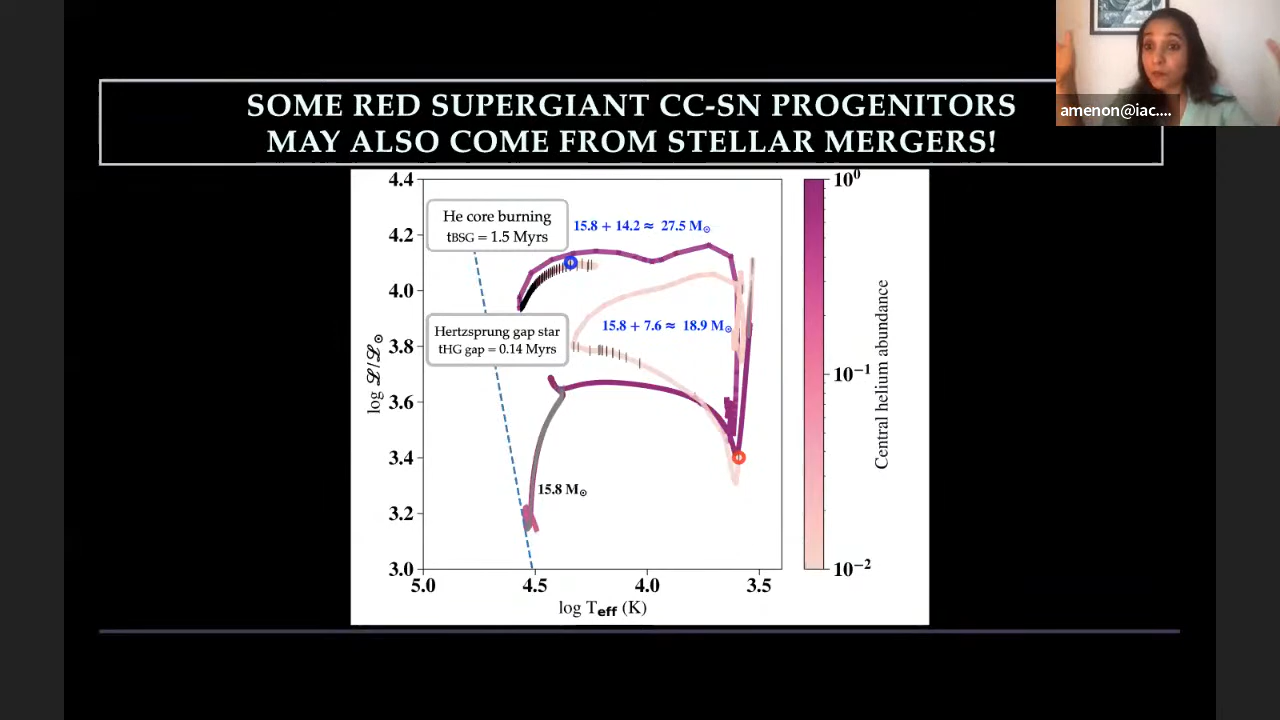 SOME RED SUPERGIANT CC-SN PROGENITORS
MAY ALSO COME FROM STELLAR MERGERS!
amenon@iac....
4.4
4.2
4.0
3.8
3.6
3.4
3.2
3.0
log ℒ/ℒ⊙
He core burning
tBSG = 1.5 Myrs
15.8 + 14.2 ≈ 27.5 M⊙
Hertzsprung gap star
tHG gap = 0.14 Myrs
15.8 + 7.6 ≈ 18.9 M⊙
15.8 M⊙
5.0 4.5 4.0 3.5
log Teff (K)
10⁰
10⁻¹
10⁻²
Central helium abundance